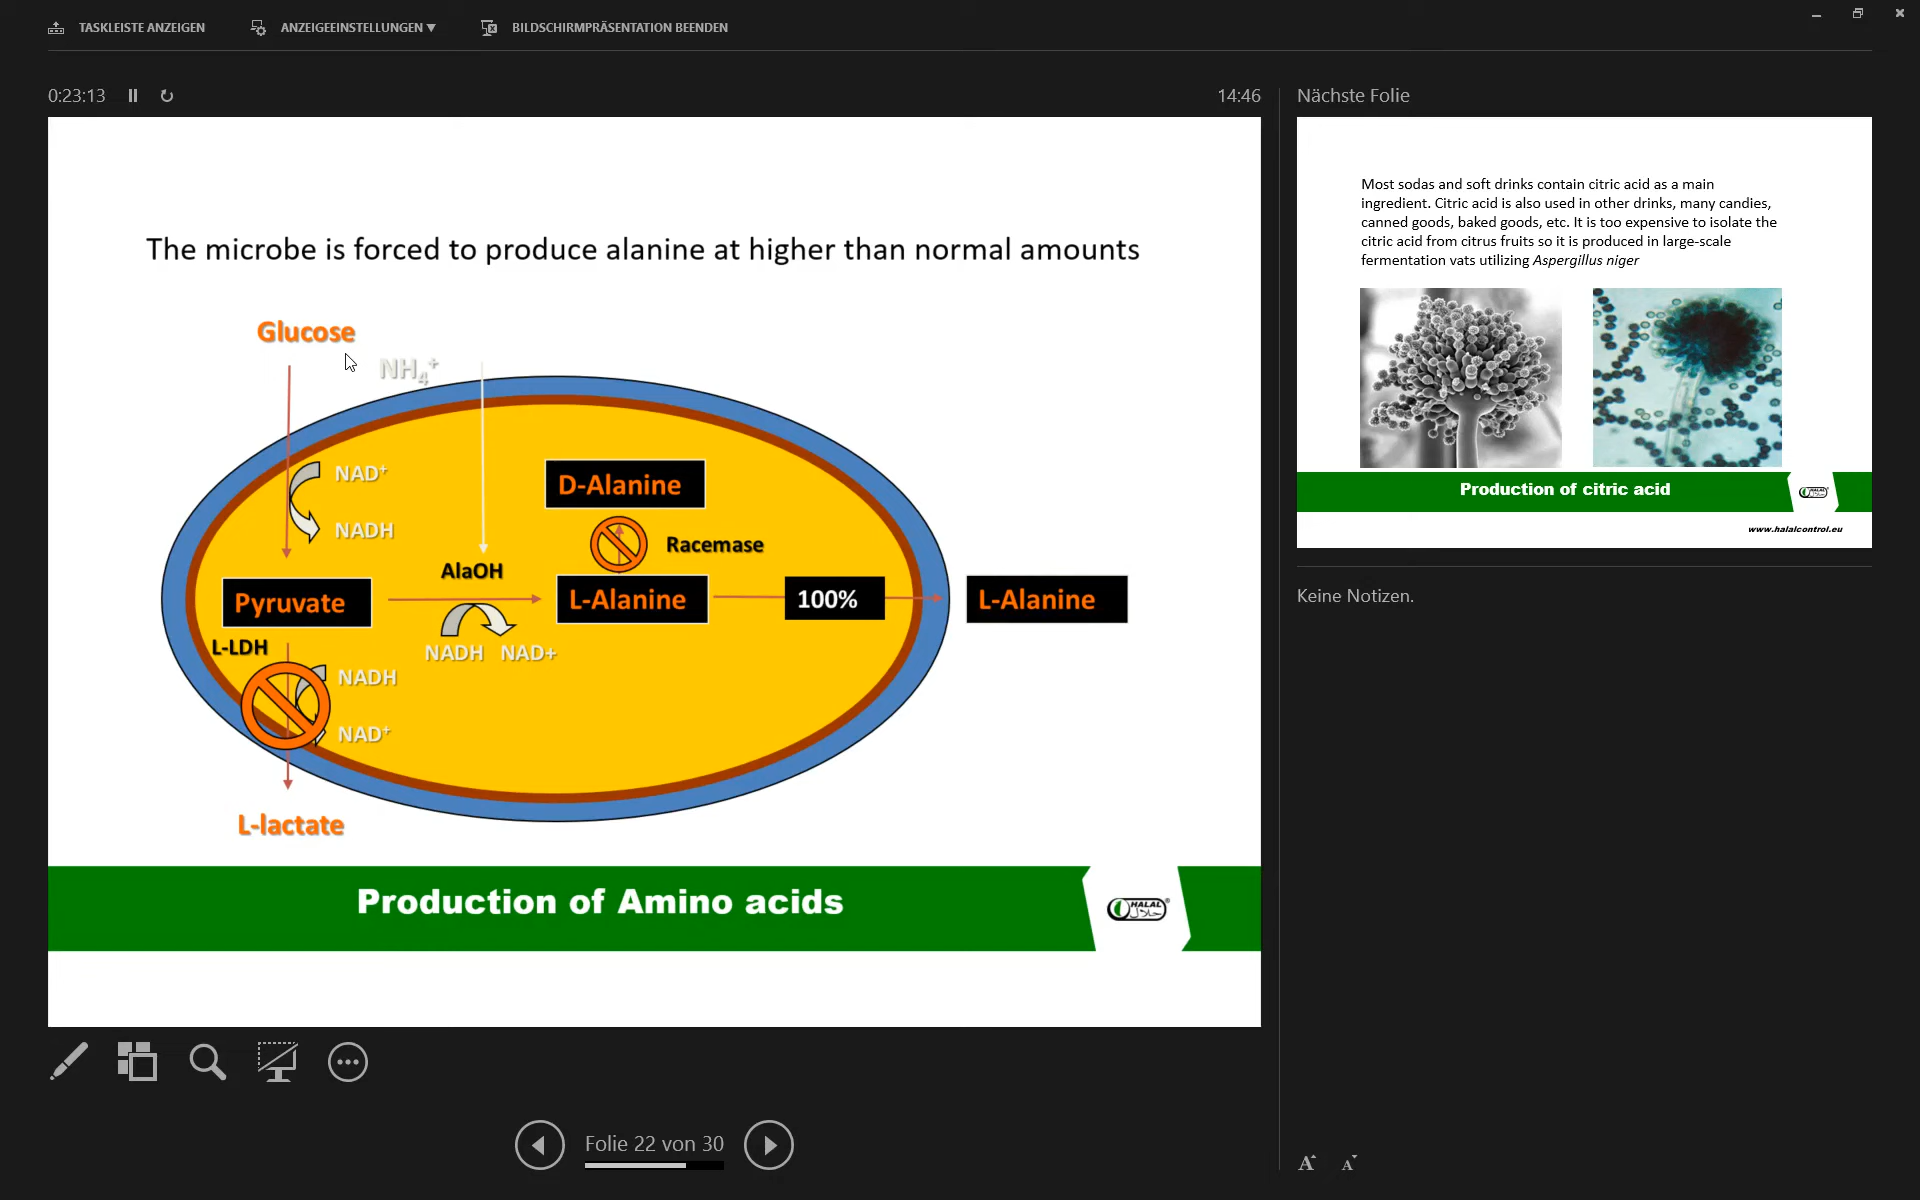 TASKLEISTE ANZEIGEN
ANZEIGEEINSTELLUNGEN ▼
BILDSCHIRMPRÄSENTATION BEENDEN
0:23:13
14:46
The microbe is forced to produce alanine at higher than normal amounts
Glucose
NH₄⁺
NAD⁺
NADH
D-Alanine
Racemase
AlaOH
Pyruvate
L-Alanine
100%
L-Alanine
L-LDH
NADH NAD+
NADH
NAD⁺
L-lactate
Production of Amino acids
HALAL
حلال
Folie 22 von 30
Nächste Folie
Most sodas and soft drinks contain citric acid as a main
ingredient. Citric acid is also used in other drinks, many candies,
canned goods, baked goods, etc. It is too expensive to isolate the
citric acid from citrus fruits so it is produced in large-scale
fermentation vats utilizing Aspergillus niger
Production of citric acid
HALAL
حلال
www.halalcontrol.eu
Keine Notizen.
A A